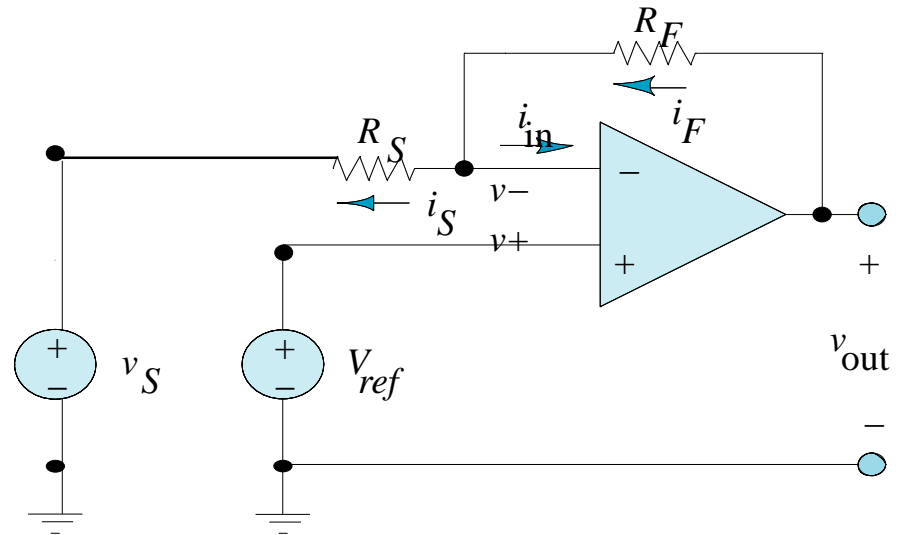 R_F
i_F
i_in
R_S
i_S
v−
v+
−
+
+
v_out
−
+
−
v_S
+
−
V_ref